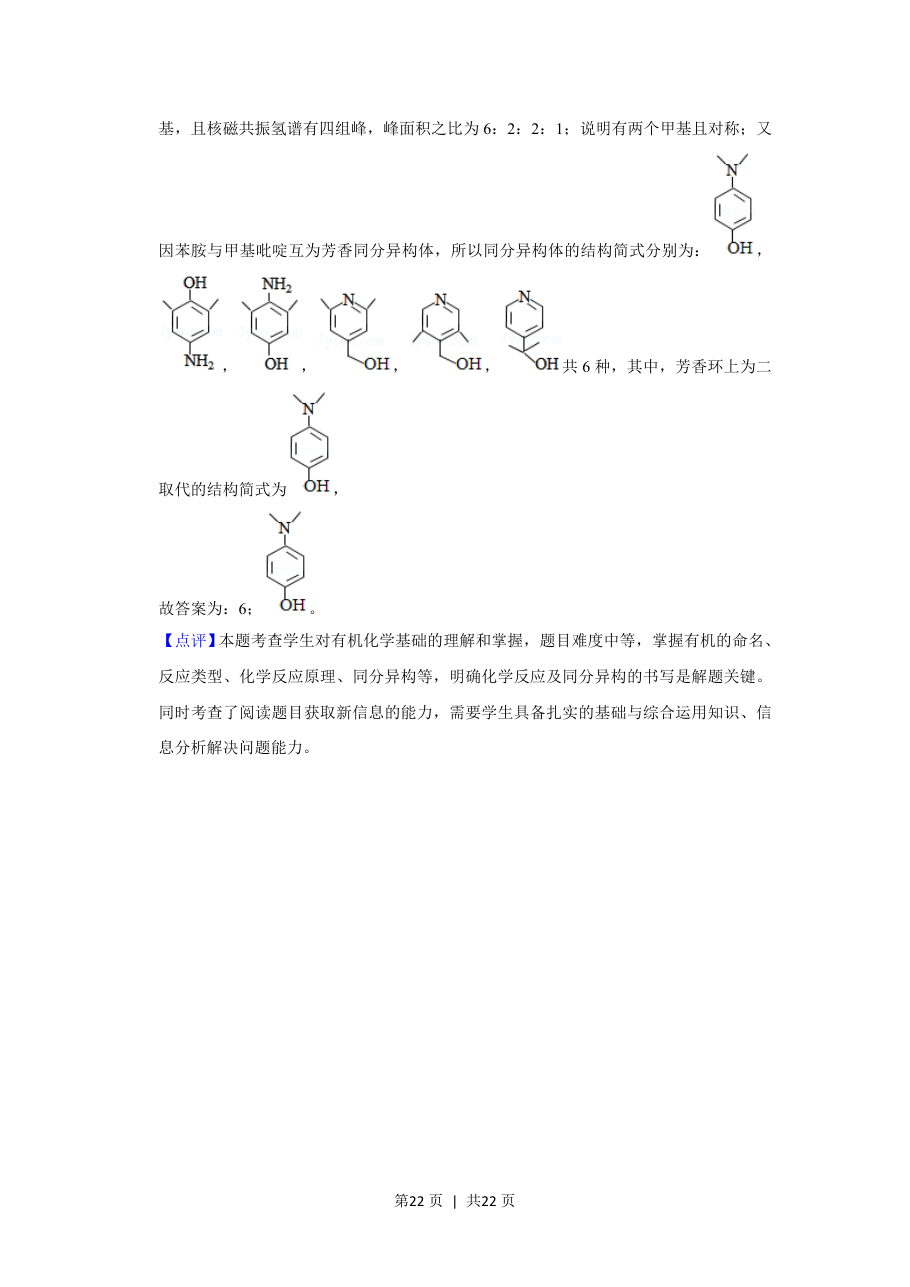 基，且核磁共振氢谱有四组峰，峰面积之比为 6：2：2：1；说明有两个甲基且对称；又
N
因苯胺与甲基吡啶互为芳香同分异构体，所以同分异构体的结构简式分别为： OH ，
OH NH2 N N N
NH2 ， OH ， OH ， OH ， OH 共 6 种，其中，芳香环上为二
N
取代的结构简式为 OH ，
N
故答案为：6； OH 。
【点评】本题考查学生对有机化学基础的理解和掌握，题目难度中等，掌握有机的命名、
反应类型、化学反应原理、同分异构等，明确化学反应及同分异构的书写是解题关键。
同时考查了阅读题目获取新信息的能力，需要学生具备扎实的基础与综合运用知识、信
息分析解决问题能力。
第22 页 | 共22 页